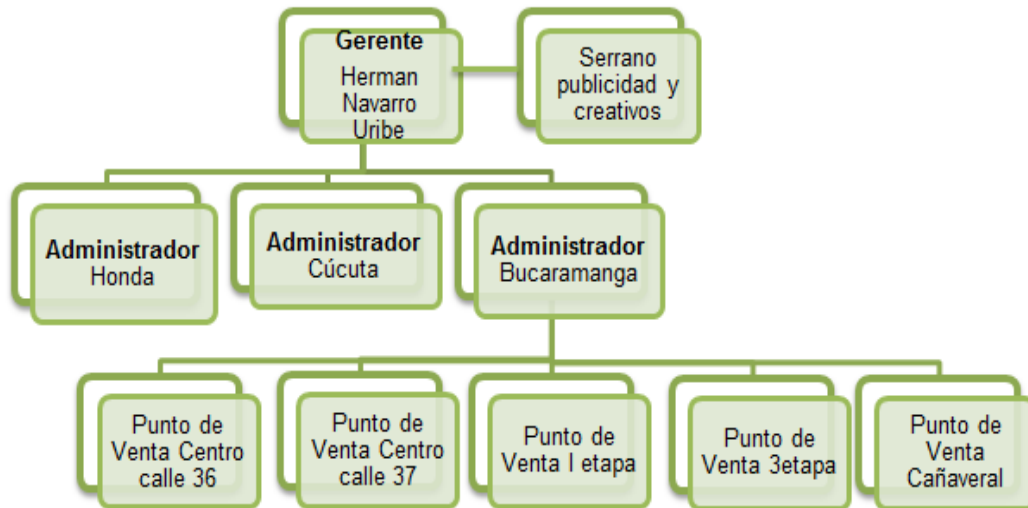 Gerente
Herman
Navarro
Uribe
Serrano
publicidad y
creativos
Administrador
Honda
Administrador
Cúcuta
Administrador
Bucaramanga
Punto de
Venta Centro
calle 36
Punto de
Venta Centro
calle 37
Punto de
Venta I etapa
Punto de
Venta 3etapa
Punto de
Venta
Cañaveral